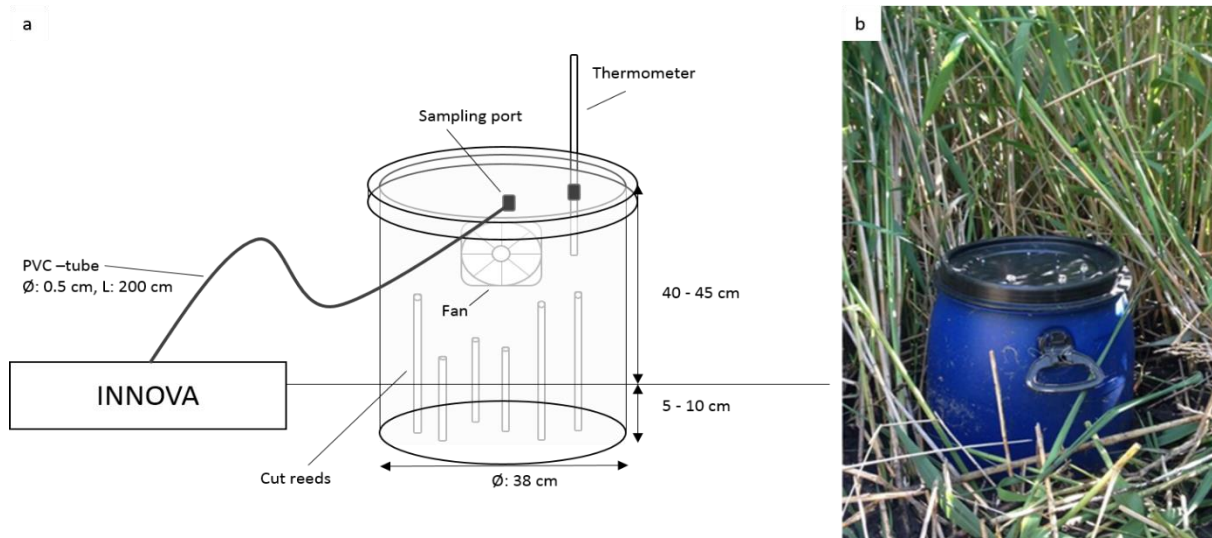 a
Thermometer
Sampling port
PVC –tube
Ø: 0.5 cm, L: 200 cm
Fan
40 - 45 cm
INNOVA
5 - 10 cm
Cut reeds
Ø: 38 cm
b